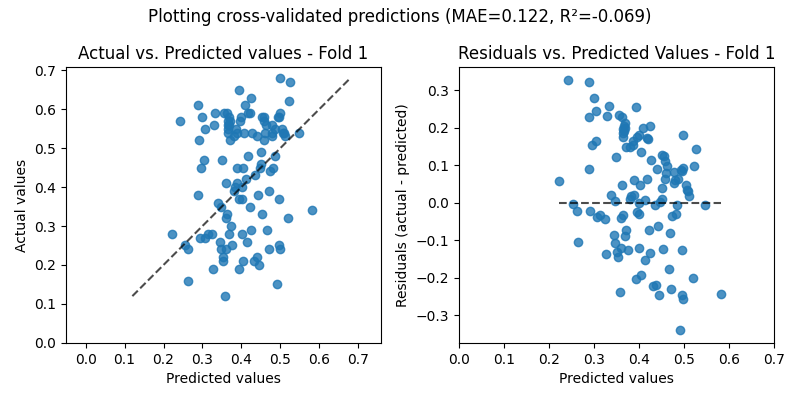 Plotting cross-validated predictions (MAE=0.122, R²=-0.069)
Actual vs. Predicted values - Fold 1
0.7
0.6
0.5
0.4
0.3
0.2
0.1
0.0
Actual values
0.0 0.1 0.2 0.3 0.4 0.5 0.6 0.7
Predicted values
Residuals vs. Predicted Values - Fold 1
0.3
0.2
0.1
0.0
−0.1
−0.2
−0.3
Residuals (actual - predicted)
0.0 0.1 0.2 0.3 0.4 0.5 0.6 0.7
Predicted values